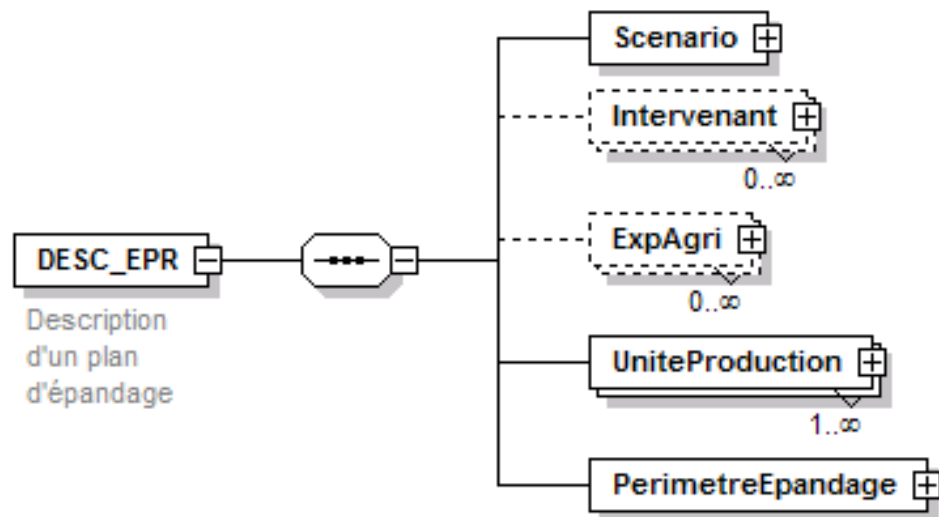 Scenario
Intervenant
0..∞
ExpAgri
0..∞
DESC_EPR
Description
d'un plan
d'épandage
UniteProduction
1..∞
PerimetreEpandage